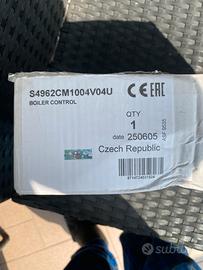 S4962CM1004V04U
BOILER CONTROL
CE EAC
QTY
1
date 250605
Czech Republic
subito